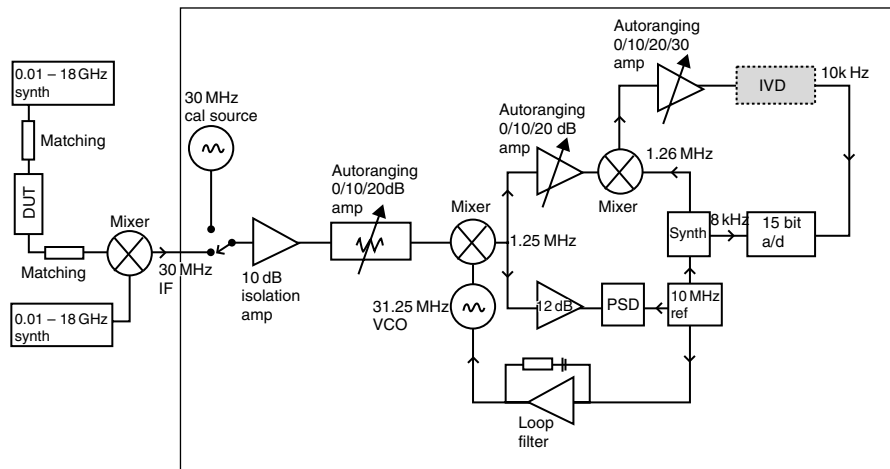 0.01 – 18 GHz
synth
Matching
DUT
Matching
Mixer
0.01 – 18 GHz
synth
30 MHz
IF
30 MHz
cal source
10 dB
isolation
amp
Autoranging
0/10/20dB
amp
Mixer
1.25 MHz
31.25 MHz
VCO
Autoranging
0/10/20 dB
amp
Mixer
Autoranging
0/10/20/30
amp
IVD
10k Hz
1.26 MHz
Synth
8 kHz
15 bit
a/d
12 dB
PSD
10 MHz
ref
Loop
filter